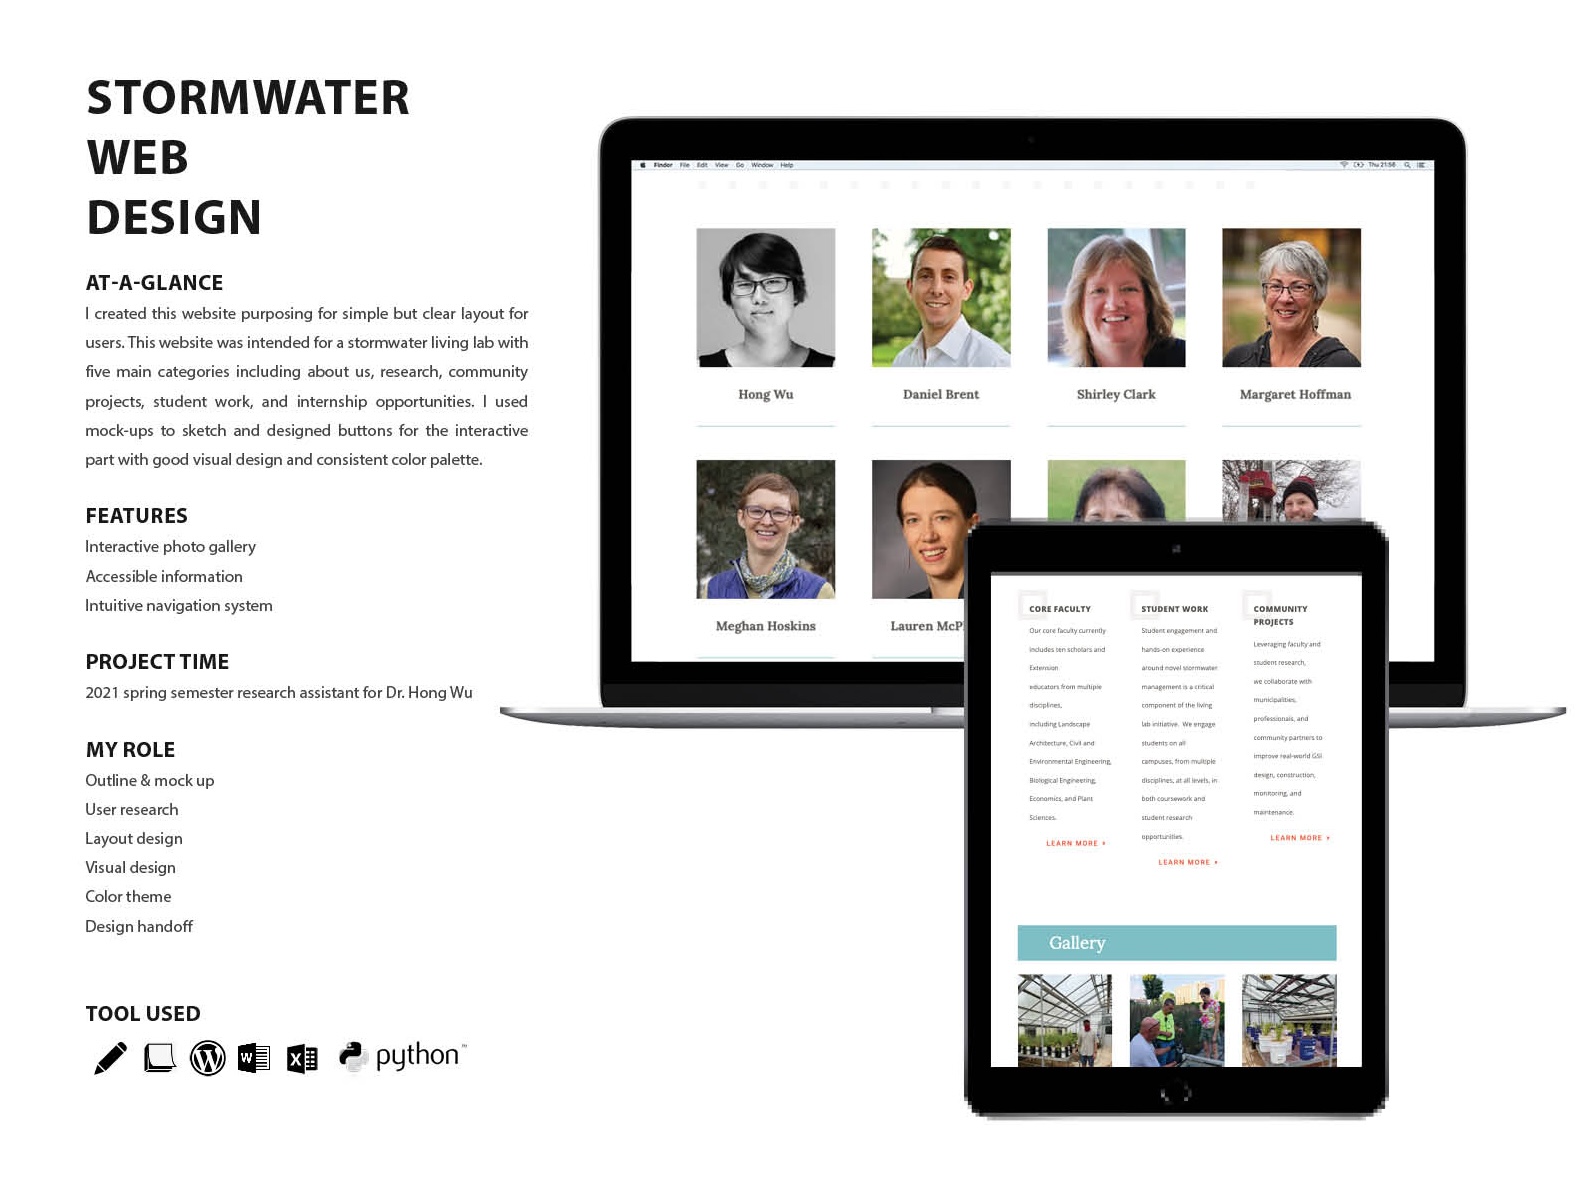 STORMWATER
WEB
DESIGN
AT-A-GLANCE
I created this website purposing for simple but clear layout for
users. This website was intended for a stormwater living lab with
five main categories including about us, research, community
projects, student work, and internship opportunities. I used
mock-ups to sketch and designed buttons for the interactive
part with good visual design and consistent color palette.
FEATURES
Interactive photo gallery
Accessible information
Intuitive navigation system
PROJECT TIME
2021 spring semester research assistant for Dr. Hong Wu
MY ROLE
Outline & mock up
User research
Layout design
Visual design
Color theme
Design handoff
TOOL USED
W W X python™
Finder File Edit View Go Window Help Thu 21:56
Hong Wu Daniel Brent Shirley Clark Margaret Hoffman
Meghan Hoskins Lauren McP
CORE FACULTY
Our core faculty currently
includes ten scholars and
Extension
educators from multiple
disciplines,
including Landscape
Architecture, Civil and
Environmental Engineering,
Biological Engineering,
Economics, and Plant
Sciences.
LEARN MORE
STUDENT WORK
Student engagement and
hands-on experience
around novel stormwater
management is a critical
component of the living
lab initiative. We engage
students on all
campuses, from multiple
disciplines, at all levels, in
both coursework and
student research
opportunities.
LEARN MORE
COMMUNITY
PROJECTS
Leveraging faculty and
student research,
we collaborate with
municipalities,
professionals, and
community partners to
improve real-world GSI
design, construction,
monitoring, and
maintenance.
LEARN MORE
Gallery